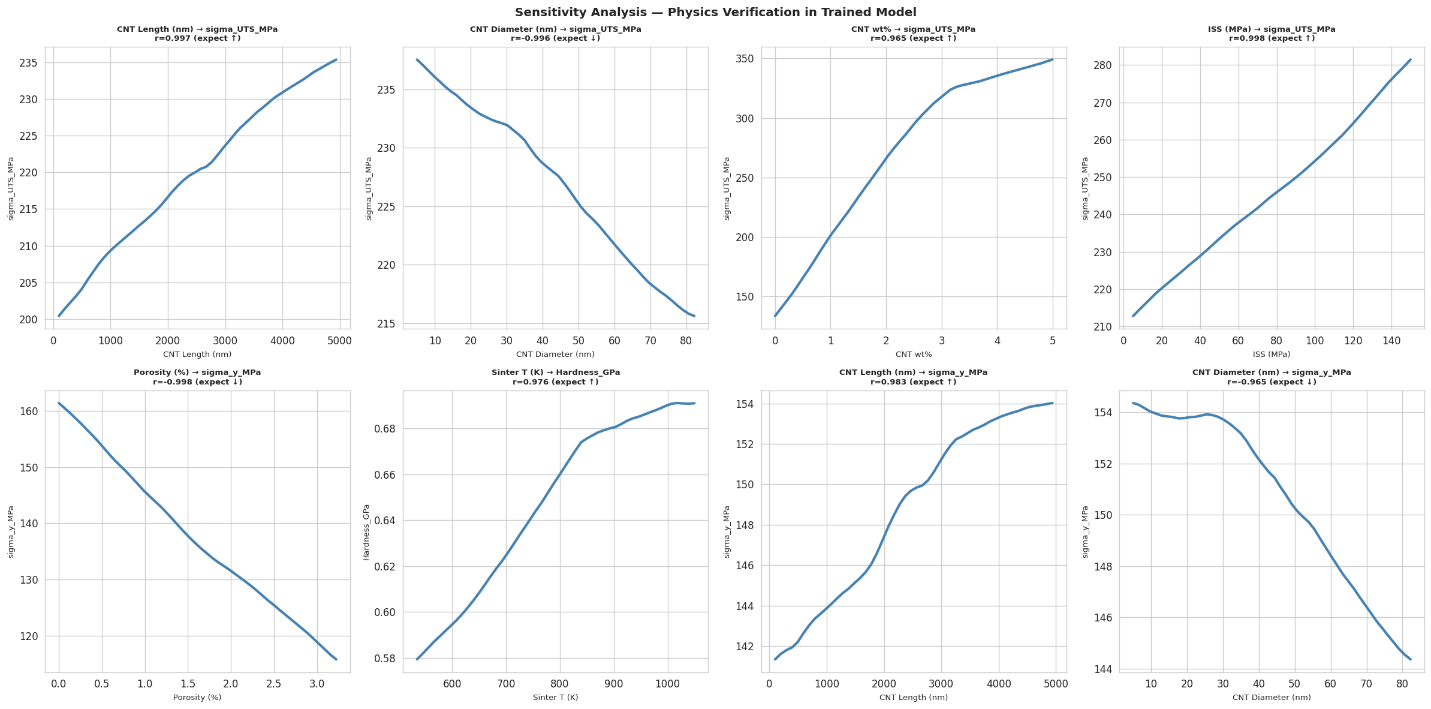 Sensitivity Analysis — Physics Verification in Trained Model
CNT Length (nm) → sigma_UTS_MPa
r=0.997 (expect ↑)
sigma_UTS_MPa
235
230
225
220
215
210
205
200
0 1000 2000 3000 4000 5000
CNT Length (nm)
CNT Diameter (nm) → sigma_UTS_MPa
r=-0.996 (expect ↓)
sigma_UTS_MPa
235
230
225
220
215
10 20 30 40 50 60 70 80
CNT Diameter (nm)
CNT wt% → sigma_UTS_MPa
r=0.965 (expect ↑)
sigma_UTS_MPa
350
300
250
200
150
0 1 2 3 4 5
CNT wt%
ISS (MPa) → sigma_UTS_MPa
r=0.998 (expect ↑)
sigma_UTS_MPa
280
270
260
250
240
230
220
210
0 20 40 60 80 100 120 140
ISS (MPa)
Porosity (%) → sigma_y_MPa
r=-0.998 (expect ↓)
sigma_y_MPa
160
150
140
130
120
0.0 0.5 1.0 1.5 2.0 2.5 3.0
Porosity (%)
Sinter T (K) → Hardness_GPa
r=0.976 (expect ↑)
Hardness_GPa
0.68
0.66
0.64
0.62
0.60
0.58
600 700 800 900 1000
Sinter T (K)
CNT Length (nm) → sigma_y_MPa
r=0.983 (expect ↑)
sigma_y_MPa
154
152
150
148
146
144
142
0 1000 2000 3000 4000 5000
CNT Length (nm)
CNT Diameter (nm) → sigma_y_MPa
r=-0.965 (expect ↓)
sigma_y_MPa
154
152
150
148
146
144
10 20 30 40 50 60 70 80
CNT Diameter (nm)